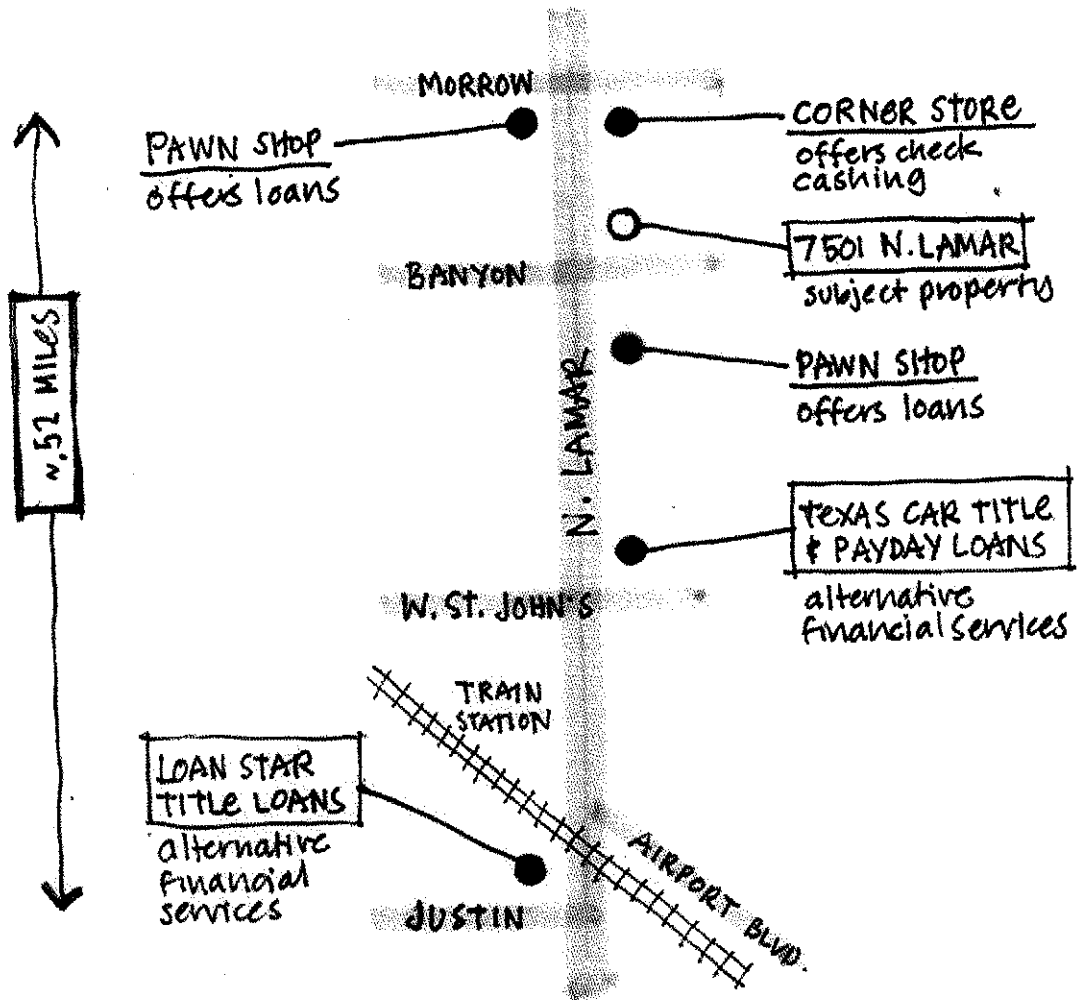 MORROW
PAWN SHOP
offers loans
CORNER STORE
offers check
cashing
7501 N. LAMAR
subject property
BANYON
~.52 MILES
N. LAMAR
PAWN SHOP
offers loans
TEXAS CAR TITLE
& PAYDAY LOANS
alternative
financial services
W. ST. JOHN'S
TRAIN
STATION
LOAN STAR
TITLE LOANS
alternative
financial
services
AIRPORT BLVD.
JUSTIN